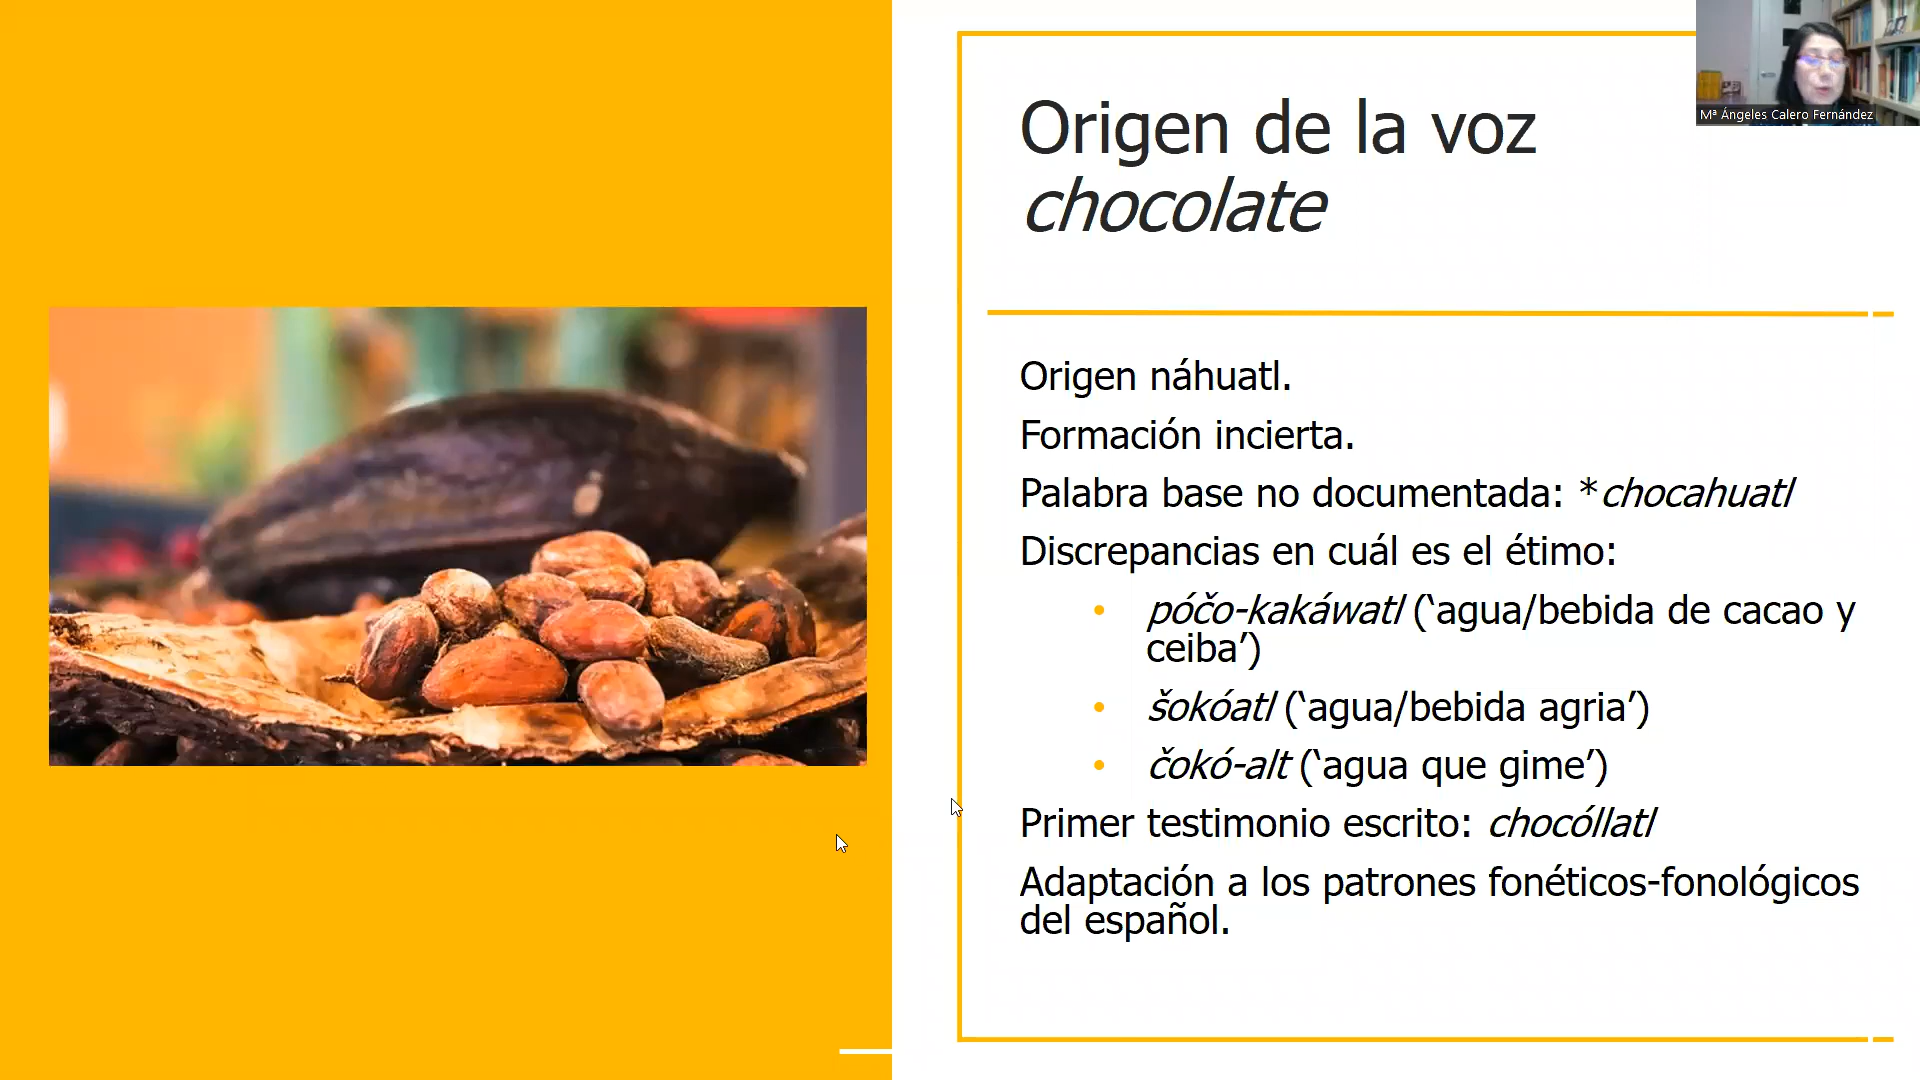 Origen de la voz
chocolate
Mª Ángeles Calero Fernández
Origen náhuatl.
Formación incierta.
Palabra base no documentada: *chocahuatl
Discrepancias en cuál es el étimo:
• póčo-kakáwatl (‘agua/bebida de cacao y
ceiba’)
• šokóatl (‘agua/bebida agria’)
• čokó-alt (‘agua que gime’)
Primer testimonio escrito: chocóllatl
Adaptación a los patrones fonéticos-fonológicos
del español.